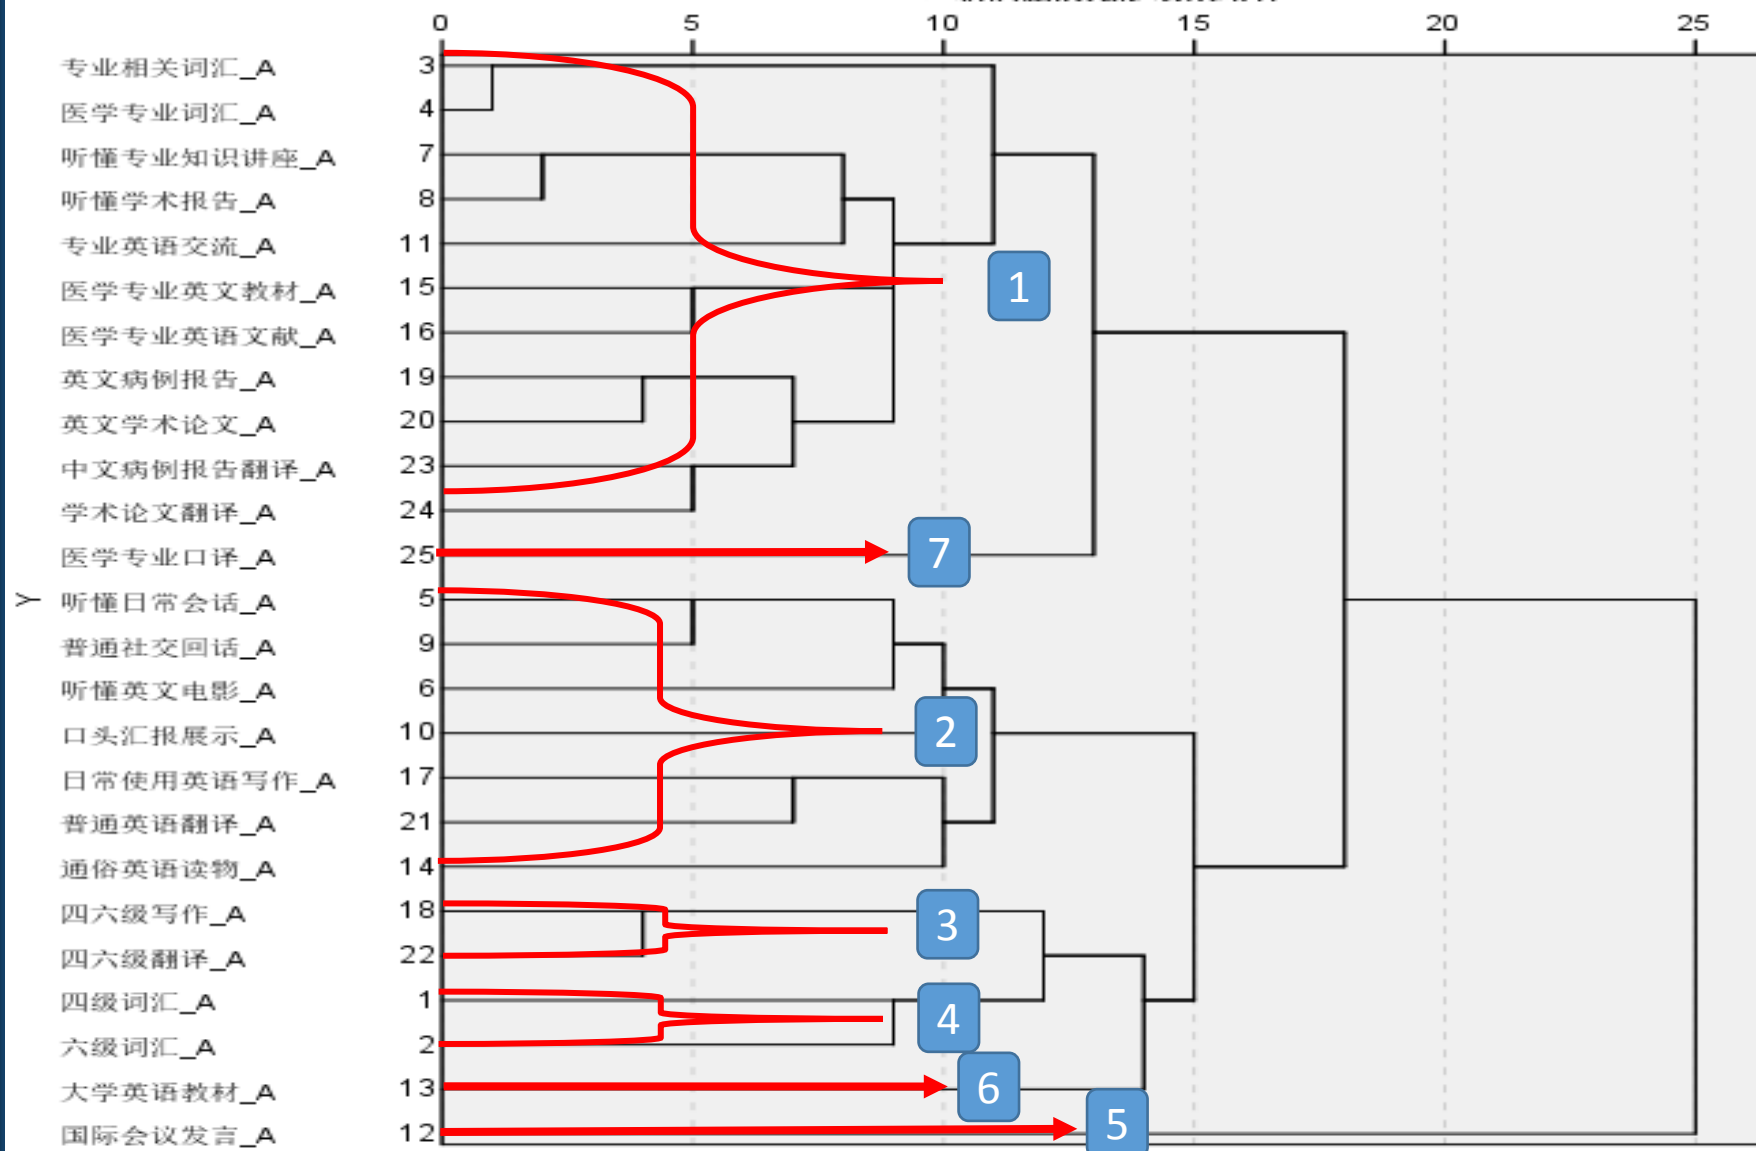 0 5 10 15 20 25
专业相关词汇_A 3
医学专业词汇_A 4
听懂专业知识讲座_A 7
听懂学术报告_A 8
专业英语交流_A 11
医学专业英文教材_A 15
1
医学专业英语文献_A 16
英文病例报告_A 19
英文学术论文_A 20
中文病例报告翻译_A 23
学术论文翻译_A 24
医学专业口译_A 25 7
Y 听懂日常会话_A 5
普通社交回话_A 9
听懂英文电影_A 6
口头汇报展示_A 10 2
日常使用英语写作_A 17
普通英语翻译_A 21
通俗英语读物_A 14
四六级写作_A 18 3
四六级翻译_A 22
四级词汇_A 1 4
六级词汇_A 2
大学英语教材_A 13 6
国际会议发言_A 12 5